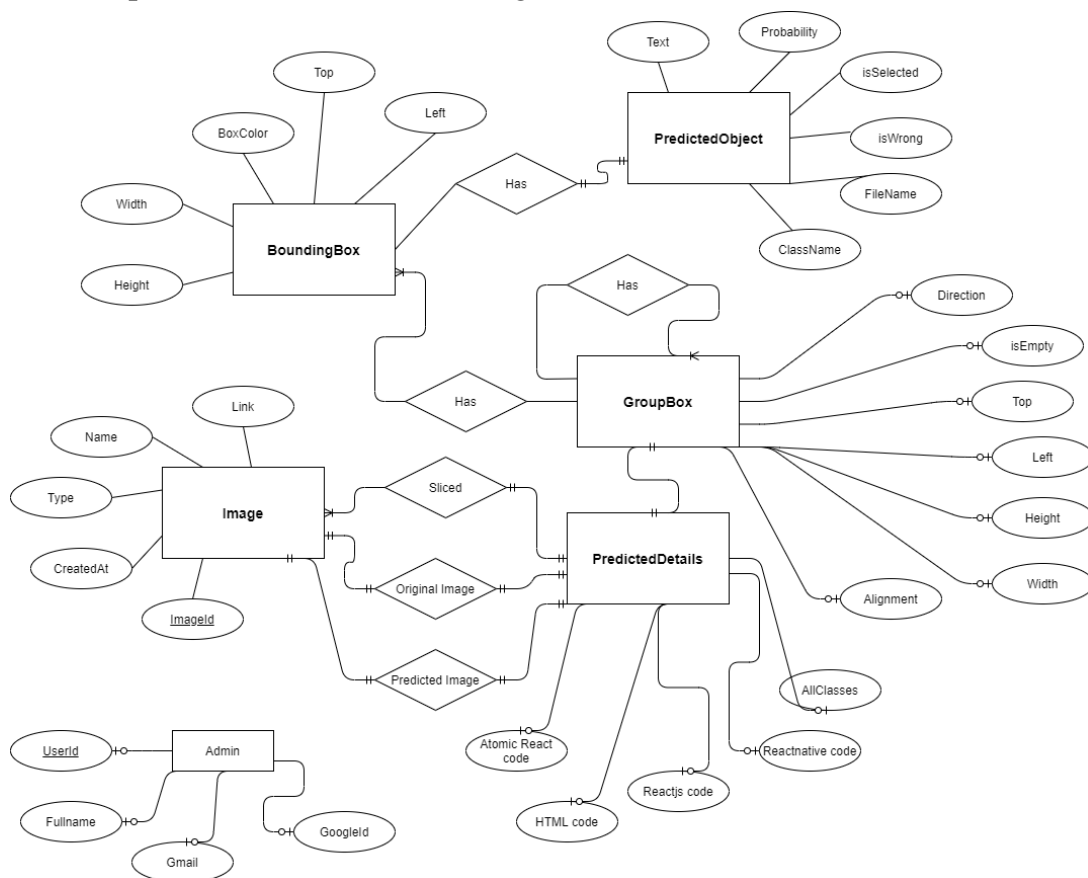 Text
Probability
isSelected
PredictedObject
isWrong
FileName
ClassName
Top
Left
BoxColor
Width
Has
BoundingBox
Height
Has
Direction
isEmpty
GroupBox
Has
Top
Left
Height
Width
Alignment
Link
Name
Type
Image
CreatedAt
ImageId
Sliced
Original Image
Predicted Image
PredictedDetails
AllClasses
Atomic React
code
Reactnative code
Reactjs code
HTML code
UserId
Admin
Fullname
GoogleId
Gmail